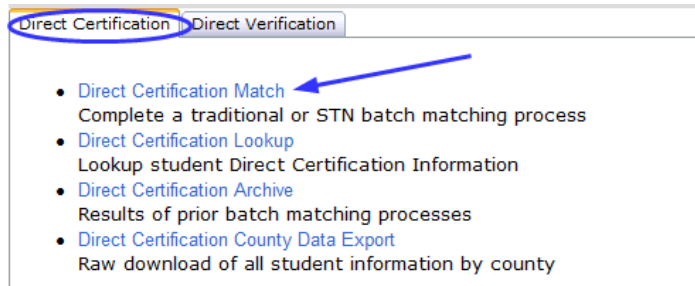 Direct Certification Direct Verification
Direct Certification Match
Complete a traditional or STN batch matching process
Direct Certification Lookup
Lookup student Direct Certification Information
Direct Certification Archive
Results of prior batch matching processes
Direct Certification County Data Export
Raw download of all student information by county